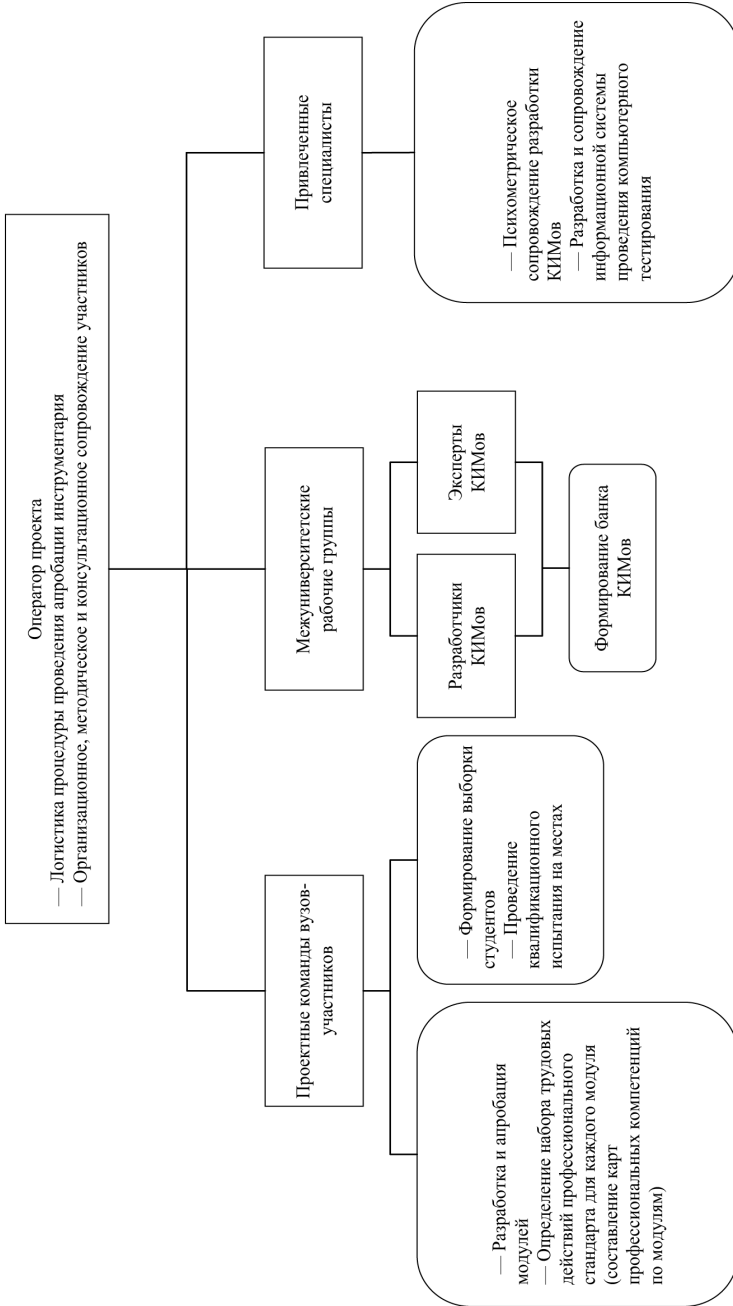 Оператор проекта
— Логистика процедуры проведения апробации инструментария
— Организационное, методическое и консультационное сопровождение участников
Проектные команды вузов-
участников
Межуниверситетские
рабочие группы
Привлеченные
специалисты
— Разработка и апробация
модулей
— Определение набора трудовых
действий профессионального
стандарта для каждого модуля
(составление карт
профессиональных компетенций
по модулям)
— Формирование выборки
студентов
— Проведение
квалификационного
испытания на местах
Разработчики
КИМов
Эксперты
КИМов
Формирование банка
КИМов
— Психометрическое
сопровождение разработки
КИМов
— Разработка и сопровождение
информационной системы
проведения компьютерного
тестирования